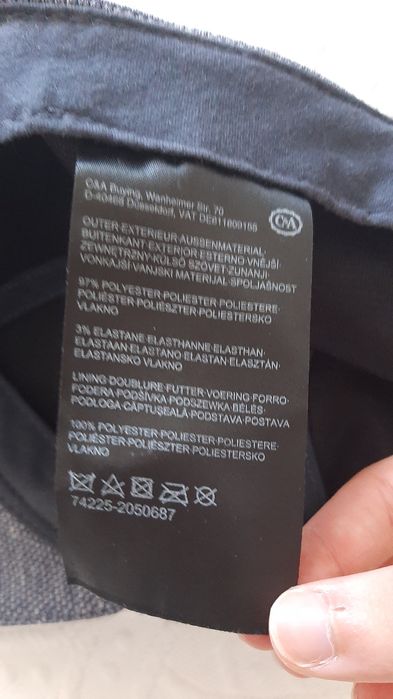 C&A Buying, Wanheimer Str. 70
D-40468 Düsseldorf, VAT DE811609155
C&A
OUTER·EXTERIEUR·AUSSENMATERIAL
BUITENKANT·EXTERIOR·ESTERNO·VNĚJŠÍ
ZEWNĘTRZNY·KÜLSŐ SZÖVET·ZUNANJI
VONKAJŠÍ·VANJSKI MATERIJAL·SPOLJAŠNOST
97% POLYESTER·POLIESTER·POLIESTERE·
POLIÉSTER·POLIÉSZTER·POLIESTERSKO
VLAKNO
3% ELASTANE·ELASTHANNE·ELASTHAN·
ELASTAAN·ELASTANO·ELASTAN·ELASZTÁN·
ELASTANSKO VLAKNO
LINING·DOUBLURE·FUTTER·VOERING·FORRO·
FODERA·PODŠÍVKA·PODSZEWKA·BÉLÉS·
PODLOGA·CĂPTUŞEALĂ·PODSTAVA·POSTAVA
100% POLYESTER·POLIESTER·POLIESTERE·
POLIÉSTER·POLIÉSZTER·POLIESTERSKO
VLAKNO
74225-2050687